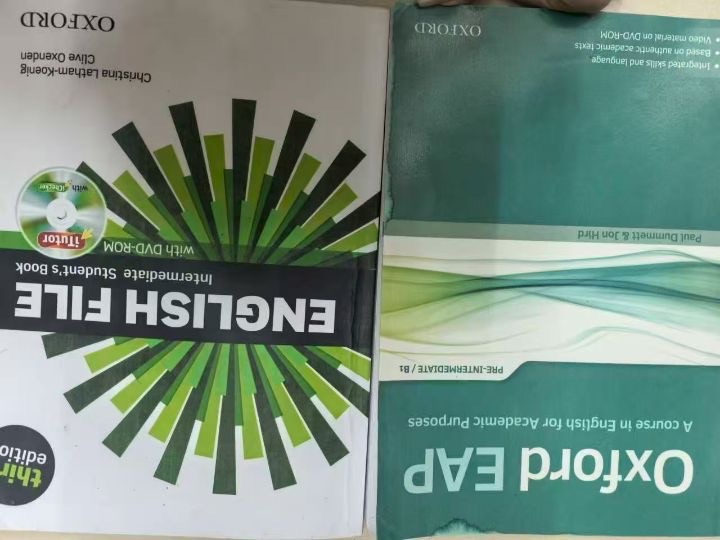 third
edition
ENGLISH FILE
Intermediate Student's Book
with DVD-ROM
iTutor
with iChecker
Christina Latham-Koenig
Clive Oxenden
OXFORD
Oxford EAP
A course in English for Academic Purposes
PRE-INTERMEDIATE / B1
Paul Dummett & Jon Hird
• Integrated skills and language
• Based on authentic academic texts
• Video material on DVD-ROM
OXFORD